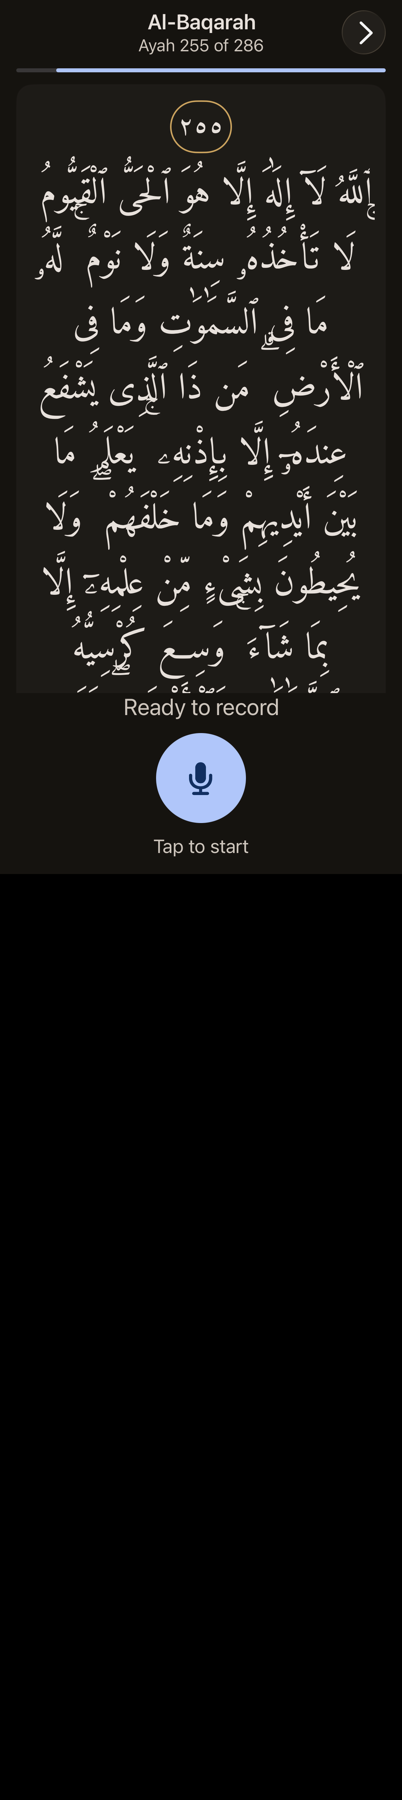 Al-Baqarah
Ayah 255 of 286
٢٥٥
ٱللَّهُ لَآ إِلَٰهَ إِلَّا هُوَ ٱلْحَىُّ ٱلْقَيُّومُ ۚ
لَا تَأْخُذُهُۥ سِنَةٌ وَلَا نَوْمٌ ۚ لَّهُۥ
مَا فِى ٱلسَّمَٰوَٰتِ وَمَا فِى
ٱلْأَرْضِ ۗ مَن ذَا ٱلَّذِى يَشْفَعُ
عِندَهُۥٓ إِلَّا بِإِذْنِهِۦ ۚ يَعْلَمُ مَا
بَيْنَ أَيْدِيهِمْ وَمَا خَلْفَهُمْ ۖ وَلَا
يُحِيطُونَ بِشَىْءٍ مِّنْ عِلْمِهِۦٓ إِلَّا
بِمَا شَآءَ ۚ وَسِعَ كُرْسِيُّهُ
Ready to record
Tap to start